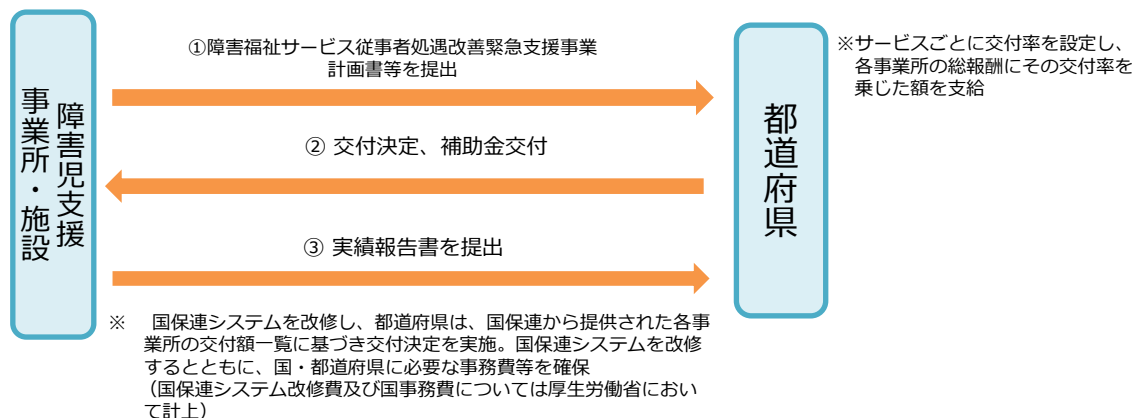 ①障害福祉サービス従事者処遇改善緊急支援事業
計画書等を提出
※サービスごとに交付率を設定し、
各事業所の総報酬にその交付率を
乗じた額を支給
障害児支援
事業所・施設
② 交付決定、補助金交付
都道府県
③ 実績報告書を提出
※ 国保連システムを改修し、都道府県は、国保連から提供された各事
業所の交付額一覧に基づき交付決定を実施。国保連システムを改修
するとともに、国・都道府県に必要な事務費等を確保
（国保連システム改修費及び国事務費については厚生労働省におい
て計上）